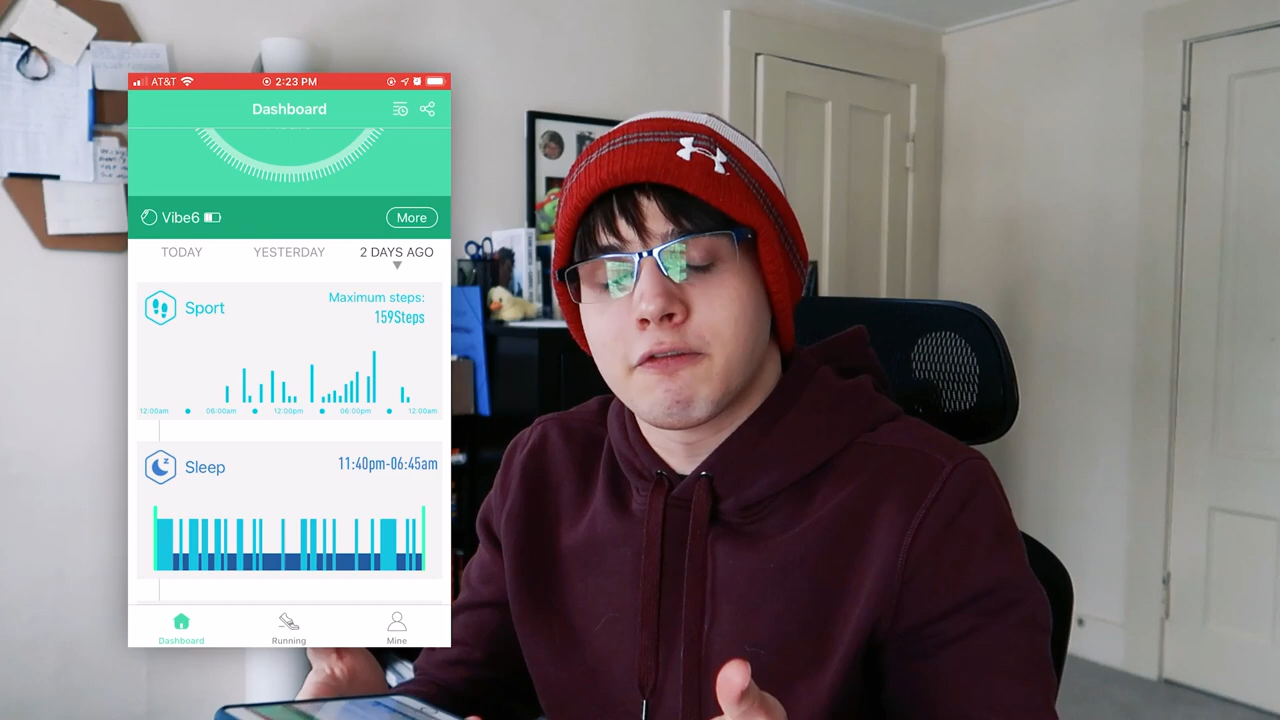 AT&T
2:23 PM
Dashboard
Vibe6
More
TODAY YESTERDAY 2 DAYS AGO
Sport
Maximum steps:
159Steps
12:00am 06:00am 12:00pm 06:00pm 12:00am
Sleep
11:40pm-06:45am
Dashboard Running Mine